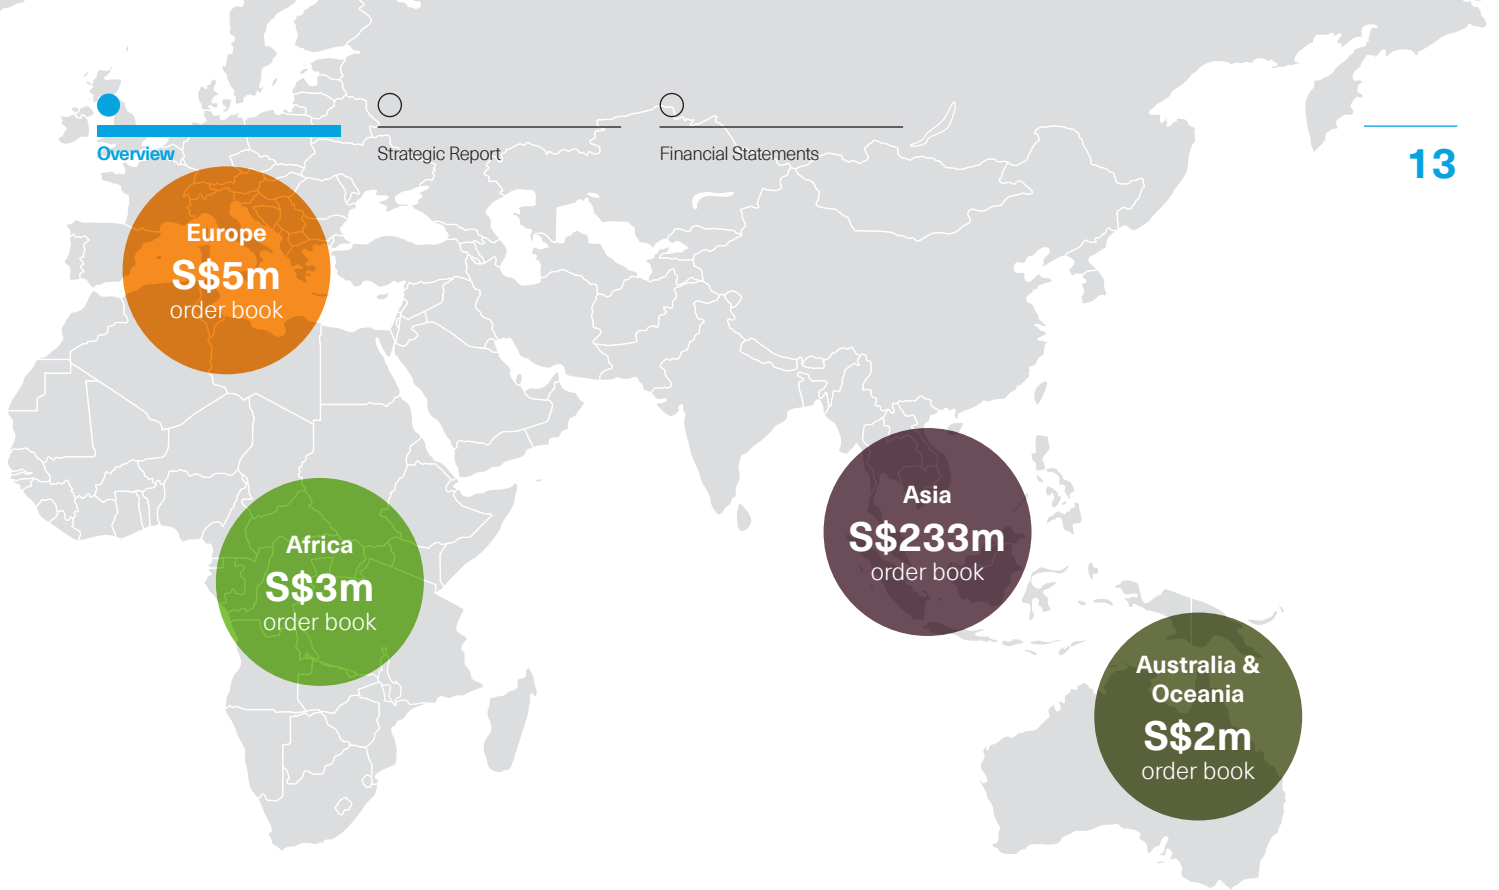 Overview
Strategic Report
Financial Statements
13
Europe
S$5m
order book
Africa
S$3m
order book
Asia
S$233m
order book
Australia &
Oceania
S$2m
order book